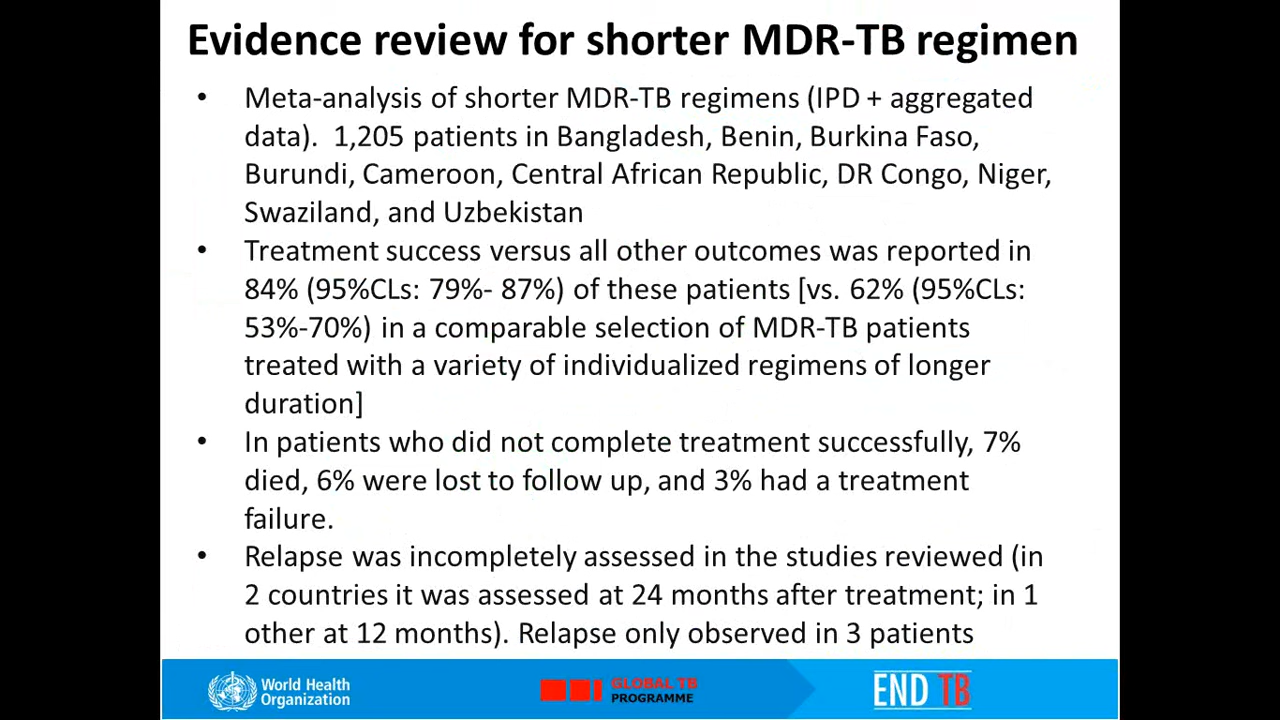 Evidence review for shorter MDR-TB regimen
• Meta-analysis of shorter MDR-TB regimens (IPD + aggregated
data).  1,205 patients in Bangladesh, Benin, Burkina Faso,
Burundi, Cameroon, Central African Republic, DR Congo, Niger,
Swaziland, and Uzbekistan
• Treatment success versus all other outcomes was reported in
84% (95%CLs: 79%- 87%) of these patients [vs. 62% (95%CLs:
53%-70%) in a comparable selection of MDR-TB patients
treated with a variety of individualized regimens of longer
duration]
• In patients who did not complete treatment successfully, 7%
died, 6% were lost to follow up, and 3% had a treatment
failure.
• Relapse was incompletely assessed in the studies reviewed (in
2 countries it was assessed at 24 months after treatment; in 1
other at 12 months). Relapse only observed in 3 patients
World Health
Organization
GLOBAL TB
PROGRAMME
END TB